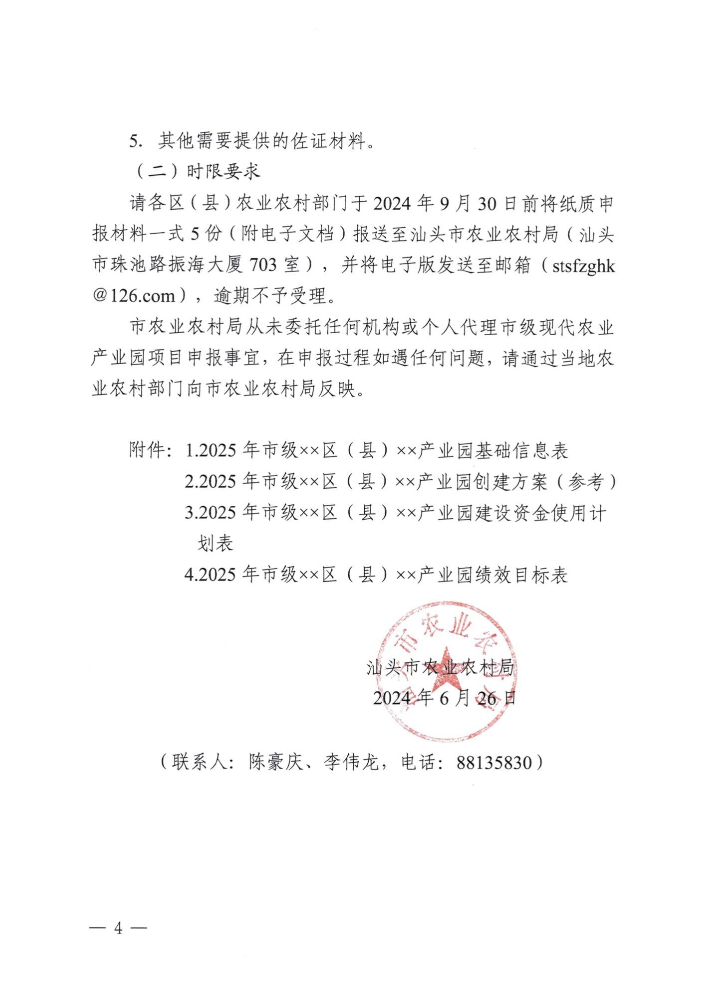 5. 其他需要提供的佐证材料。
（二）时限要求
请各区（县）农业农村部门于 2024 年 9 月 30 日前将纸质申
报材料一式 5 份（附电子文档）报送至汕头市农业农村局（汕头
市珠池路振海大厦 703 室），并将电子版发送至邮箱（stsfzghk
@126.com），逾期不予受理。
市农业农村局从未委托任何机构或个人代理市级现代农业
产业园项目申报事宜，在申报过程如遇任何问题，请通过当地农
业农村部门向市农业农村局反映。
附件：1.2025 年市级××区（县）××产业园基础信息表
2.2025 年市级××区（县）××产业园创建方案（参考）
3.2025 年市级××区（县）××产业园建设资金使用计
划表
4.2025 年市级××区（县）××产业园绩效目标表
汕头市农业农村局
汕头市农业农村局
2024 年 6 月 26 日
（联系人：陈豪庆、李伟龙，电话：88135830）
— 4 —